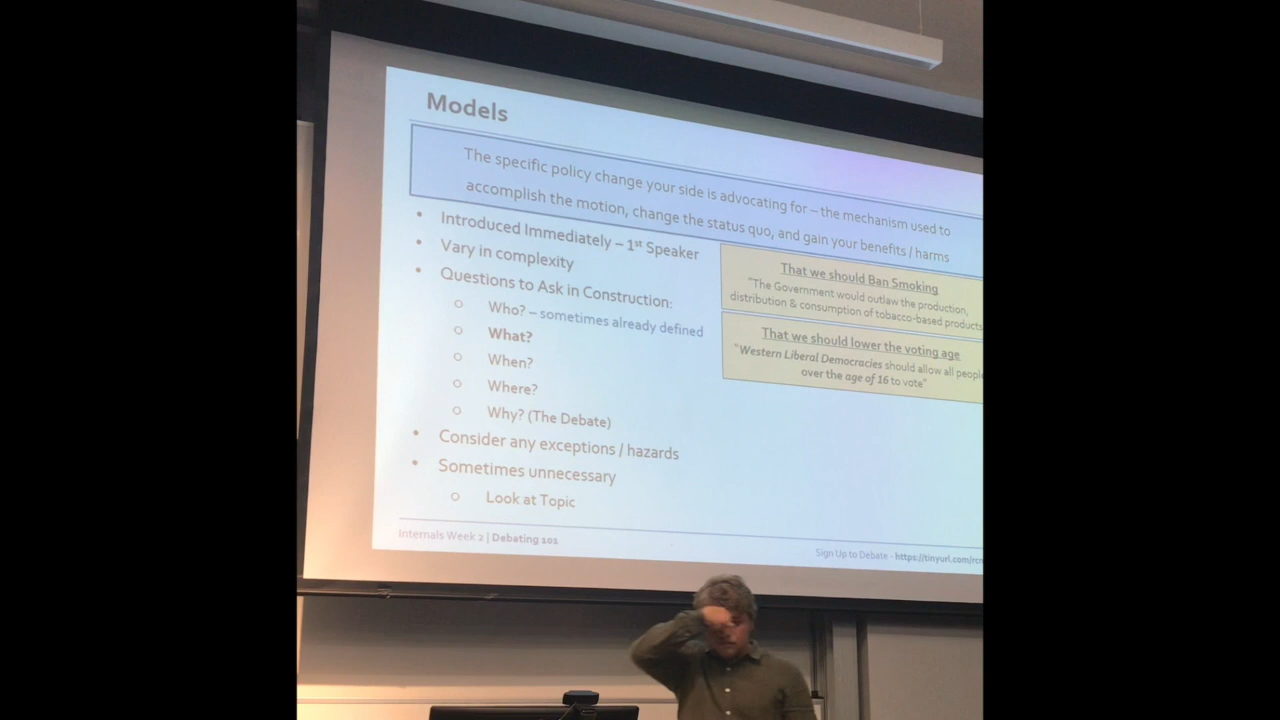 Models
The specific policy change your side is advocating for – the mechanism used to
accomplish the motion, change the status quo, and gain your benefits / harms
• Introduced Immediately – 1st Speaker
• Vary in complexity
• Questions to Ask in Construction:
o Who? – sometimes already defined
o What?
o When?
o Where?
o Why? (The Debate)
• Consider any exceptions / hazards
• Sometimes unnecessary
o Look at Topic
That we should Ban Smoking
"The Government would outlaw the production,
distribution & consumption of tobacco-based products
That we should lower the voting age
"Western Liberal Democracies should allow all people
over the age of 16 to vote"
Internals Week 2 | Debating 101
Sign Up to Debate - https://tinyurl.com/rcn